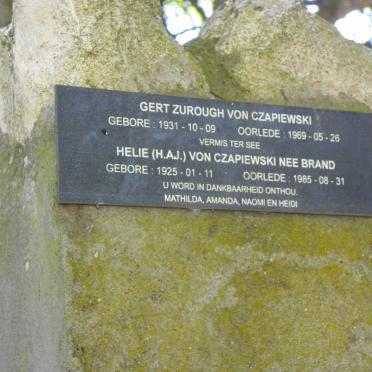 GERT ZUROUGH VON CZAPIEWSKI
GEBORE : 1931 - 10 - 09 OORLEDE : 1969 - 05 - 26
VERMIS TER SEE
HELIE (H.A.J.) VON CZAPIEWSKI NEE BRAND
GEBORE : 1925 - 01 - 11 OORLEDE : 1985 - 08 - 31
U WORD IN DANKBAARHEID ONTHOU.
MATHILDA, AMANDA, NAOMI EN HEIDI